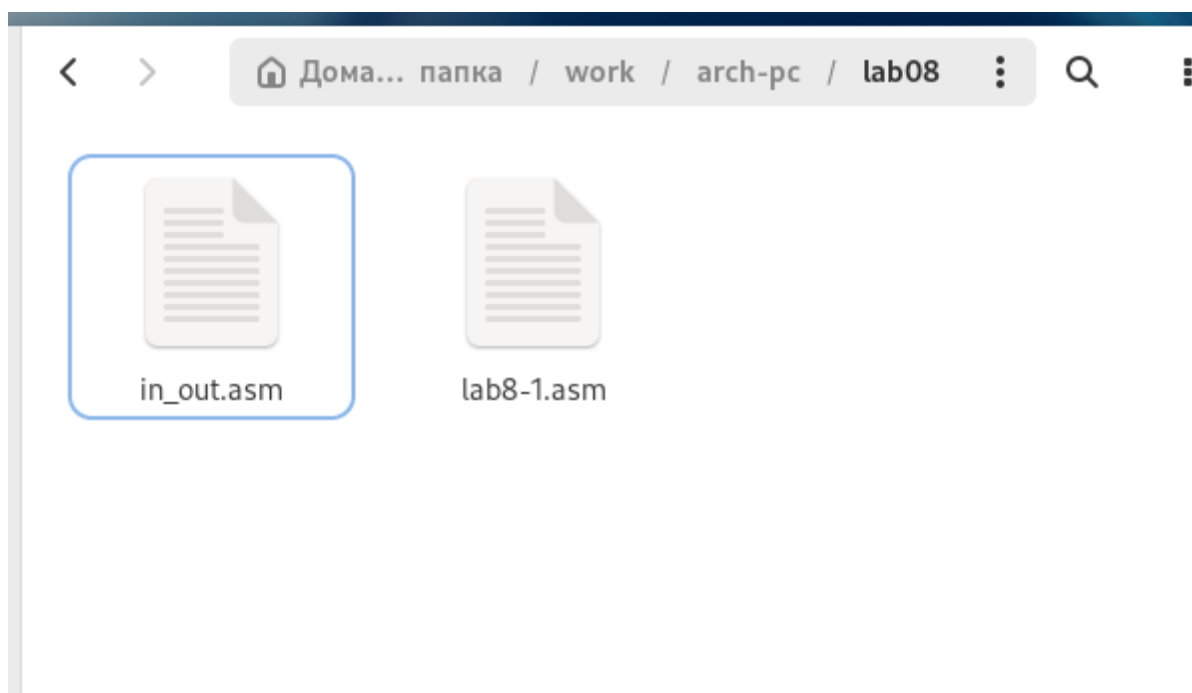 Дома... папка / work / arch-pc / lab08
in_out.asm lab8-1.asm